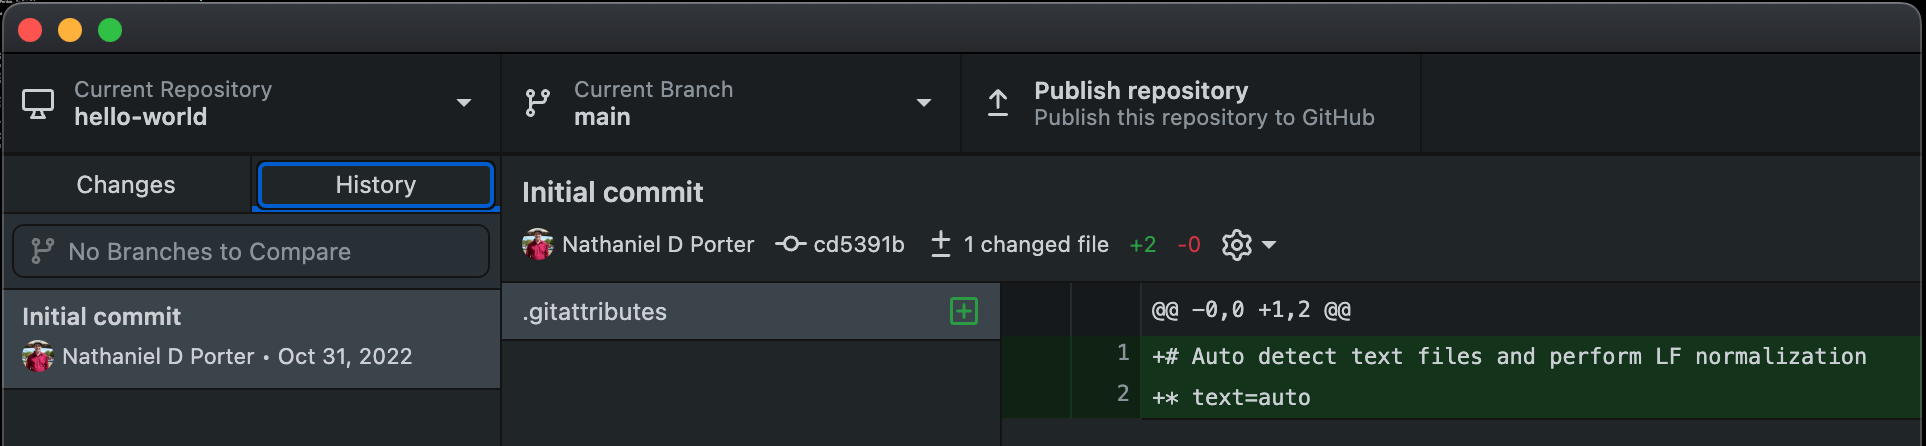 Current Repository
hello-world
Current Branch
main
Publish repository
Publish this repository to GitHub
Changes
History
No Branches to Compare
Initial commit
Nathaniel D Porter • Oct 31, 2022
Initial commit
Nathaniel D Porter cd5391b 1 changed file +2 -0
.gitattributes
@@ -0,0 +1,2 @@
1 +# Auto detect text files and perform LF normalization
2 +* text=auto